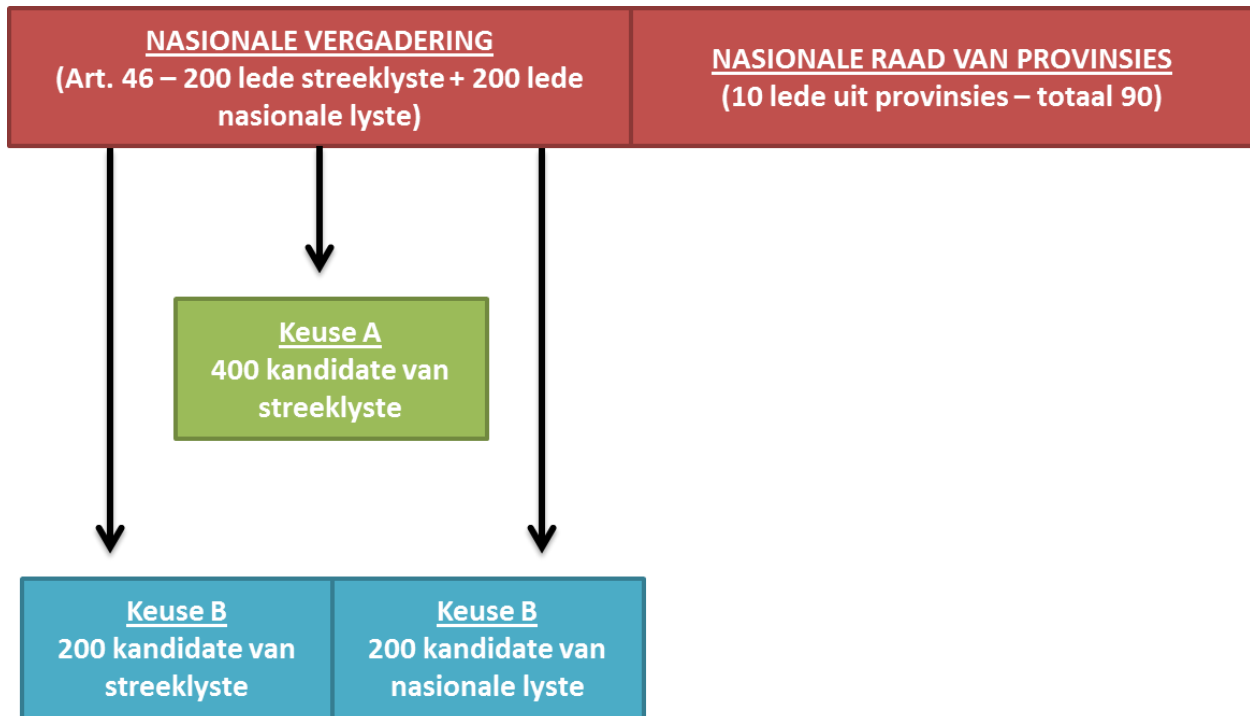 NASIONALE VERGADERING
(Art. 46 – 200 lede streeklyste + 200 lede
nasionale lyste)
NASIONALE RAAD VAN PROVINSIES
(10 lede uit provinsies – totaal 90)
Keuse A
400 kandidate van
streeklyste
Keuse B
200 kandidate van
streeklyste
Keuse B
200 kandidate van
nasionale lyste